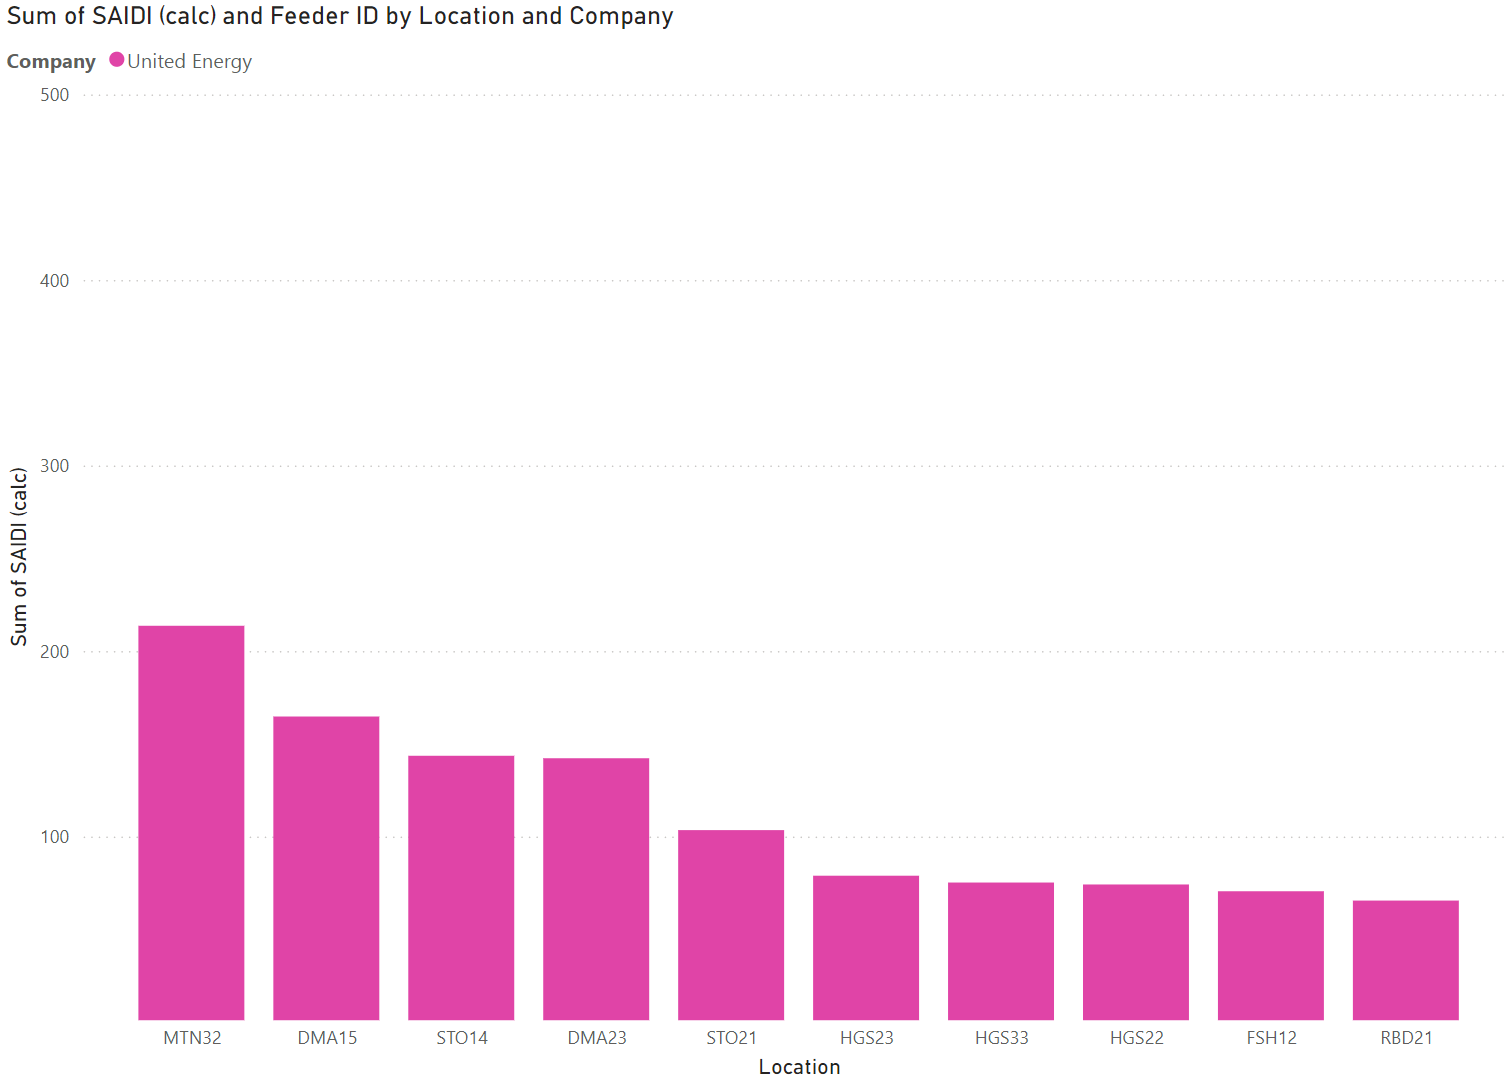 Sum of SAIDI (calc) and Feeder ID by Location and Company
Company United Energy
500
400
300
200
100
Sum of SAIDI (calc)
MTN32 DMA15 STO14 DMA23 STO21 HGS23 HGS33 HGS22 FSH12 RBD21
Location